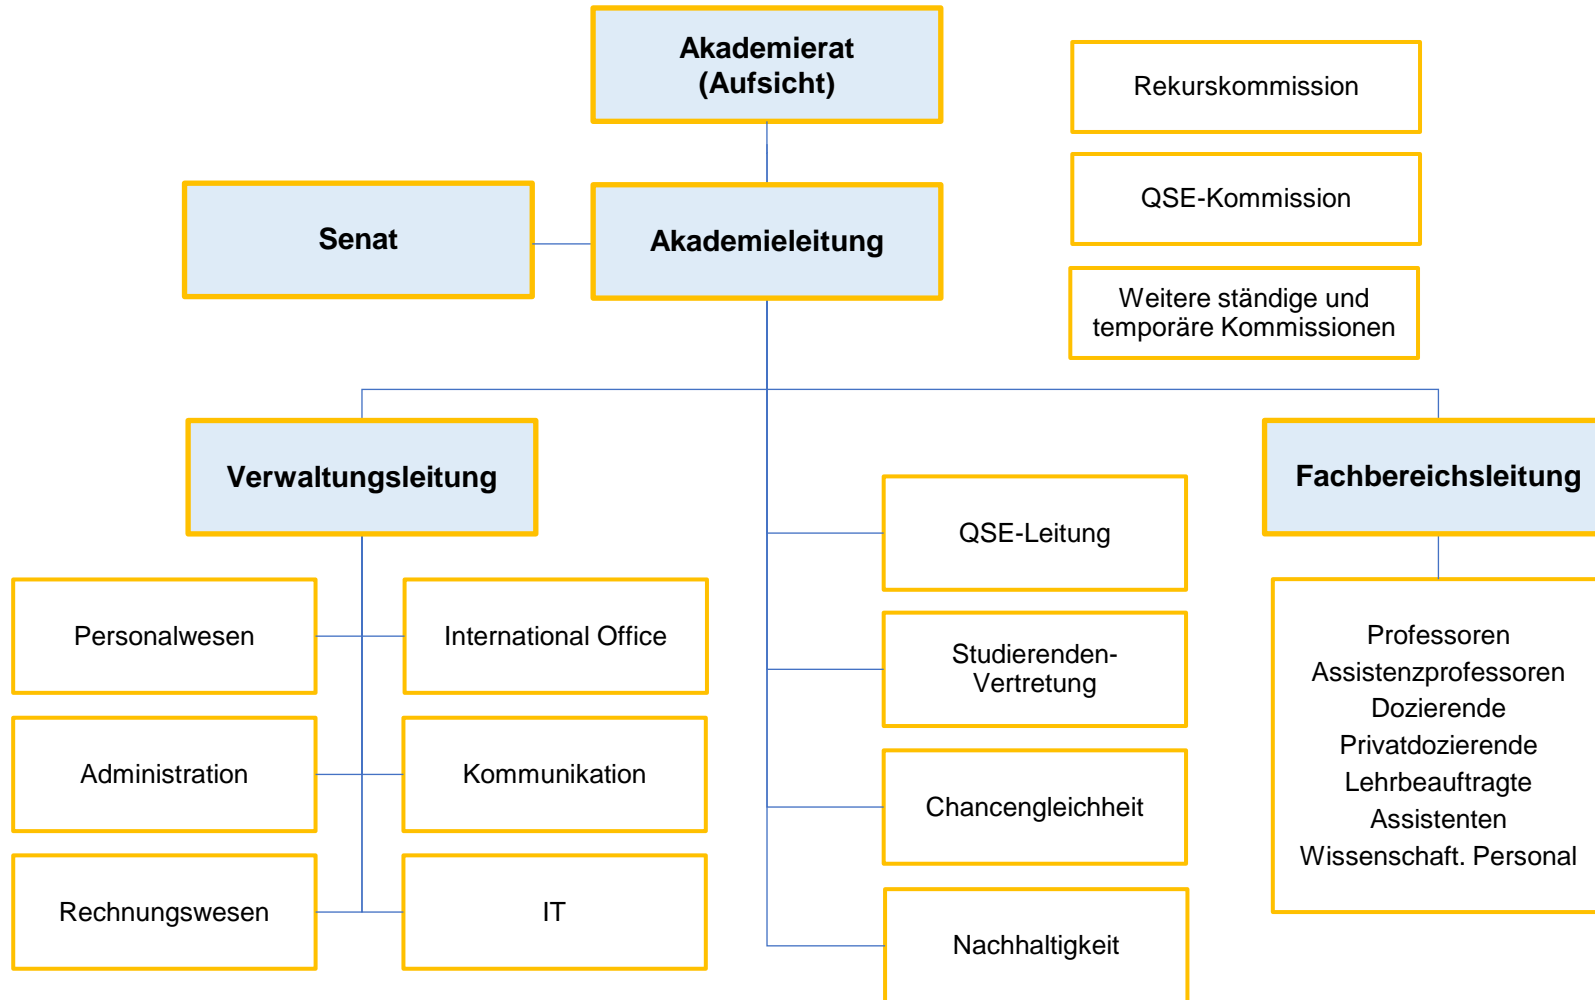 Akademierat
(Aufsicht)
Rekurskommission
QSE-Kommission
Senat
Akademieleitung
Weitere ständige und
temporäre Kommissionen
Verwaltungsleitung
Fachbereichsleitung
QSE-Leitung
Personalwesen
International Office
Studierenden-
Vertretung
Administration
Kommunikation
Chancengleichheit
Rechnungswesen
IT
Nachhaltigkeit
Professoren
Assistenzprofessoren
Dozierende
Privatdozierende
Lehrbeauftragte
Assistenten
Wissenschaft. Personal